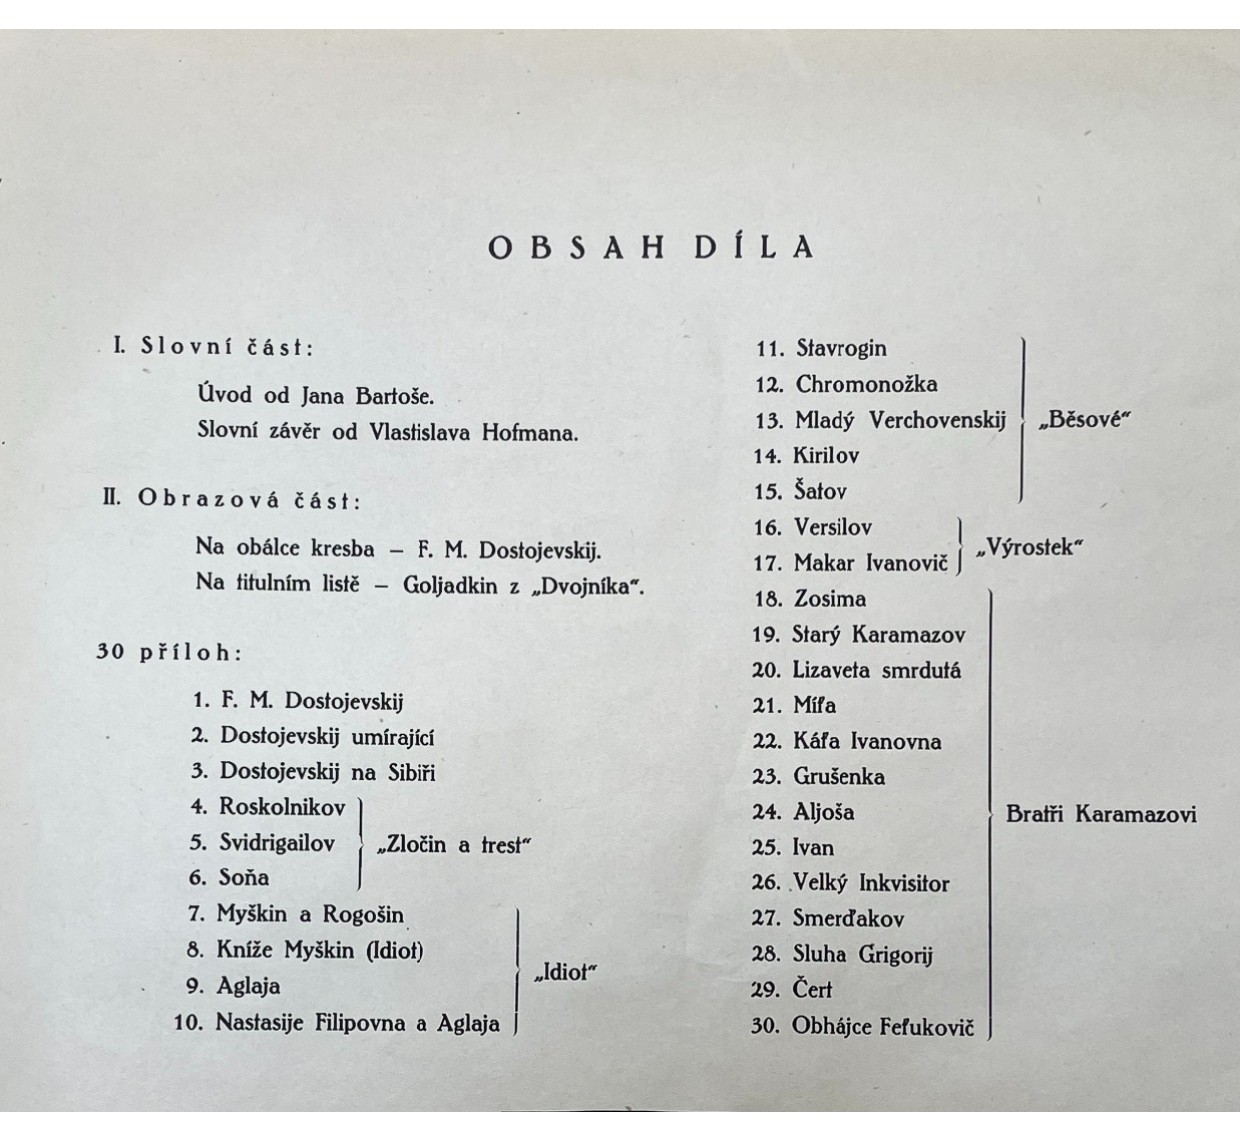 OBSAH DÍLA
I. Slovní část:
Úvod od Jana Bartoše.
Slovní závěr od Vlastislava Hofmana.
II. Obrazová část:
Na obálce kresba – F. M. Dostojevskij.
Na titulním listě – Goljadkin z „Dvojníka“.
30 příloh:
1. F. M. Dostojevskij
2. Dostojevskij umírající
3. Dostojevskij na Sibiři
4. Roskolnikov
5. Svidrigailov
6. Soňa
„Zločin a trest“
7. Myškin a Rogošin
8. Kníže Myškin (Idiot)
9. Aglaja
10. Nastasije Filipovna a Aglaja
„Idiot“
11. Stavrogin
12. Chromonožka
13. Mladý Verchovenskij
14. Kirilov
15. Šatov
„Běsové“
16. Versilov
17. Makar Ivanovič
„Výrostek“
18. Zosima
19. Starý Karamazov
20. Lizaveta smrdutá
21. Míťa
22. Káťa Ivanovna
23. Grušenka
24. Aljoša
25. Ivan
26. Velký Inkvisitor
27. Smerďakov
28. Sluha Grigorij
29. Čert
30. Obhájce Feťukovič
Bratři Karamazovi